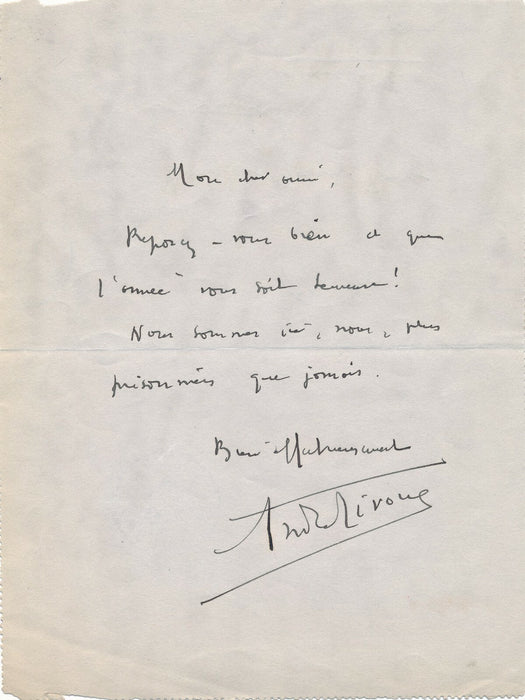 Mon cher ami,
Reposez-vous bien et que
l'année vous soit heureuse!
Nous sommes ici, nous, plus
prisonniers que jamais.
Bien affectueusement
André